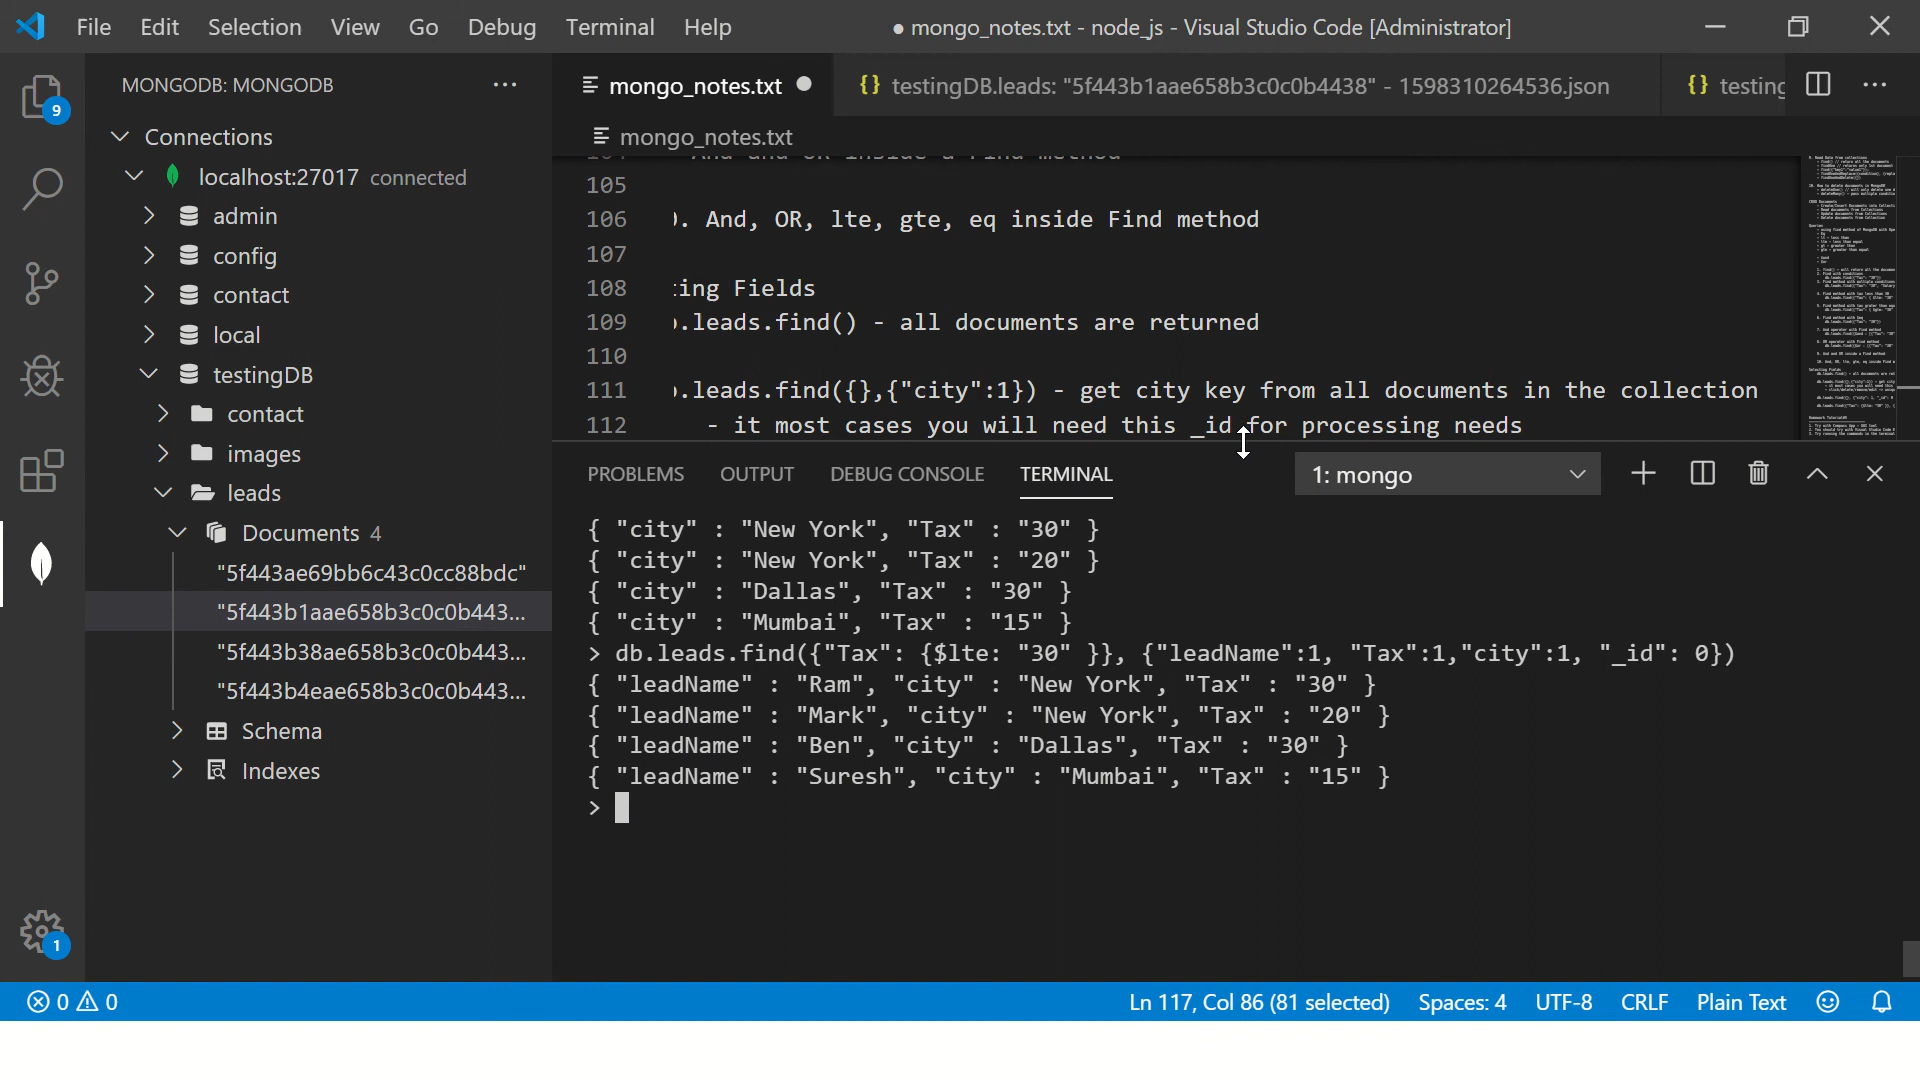 File Edit Selection View Go Debug Terminal Help
● mongo_notes.txt - node_js - Visual Studio Code [Administrator]
9
MONGODB: MONGODB
Connections
localhost:27017 connected
admin
config
contact
local
testingDB
contact
images
leads
Documents 4
"5f443ae69bb6c43c0cc88bdc"
"5f443b1aae658b3c0c0b443...
"5f443b38ae658b3c0c0b443...
"5f443b4eae658b3c0c0b443...
Schema
Indexes
1
mongo_notes.txt
{} testingDB.leads: "5f443b1aae658b3c0c0b4438" - 1598310264536.json
{} testing
mongo_notes.txt
105
106 . And, OR, lte, gte, eq inside Find method
107
108 ing Fields
109 .leads.find() - all documents are returned
110
111 .leads.find({},{"city":1}) - get city key from all documents in the collection
112 - it most cases you will need this _id for processing needs
PROBLEMS OUTPUT DEBUG CONSOLE TERMINAL
1: mongo
{ "city" : "New York", "Tax" : "30" }
{ "city" : "New York", "Tax" : "20" }
{ "city" : "Dallas", "Tax" : "30" }
{ "city" : "Mumbai", "Tax" : "15" }
> db.leads.find({"Tax": {$lte: "30" }}, {"leadName":1, "Tax":1,"city":1, "_id": 0})
{ "leadName" : "Ram", "city" : "New York", "Tax" : "30" }
{ "leadName" : "Mark", "city" : "New York", "Tax" : "20" }
{ "leadName" : "Ben", "city" : "Dallas", "Tax" : "30" }
{ "leadName" : "Suresh", "city" : "Mumbai", "Tax" : "15" }
>
0 0
Ln 117, Col 86 (81 selected) Spaces: 4 UTF-8 CRLF Plain Text